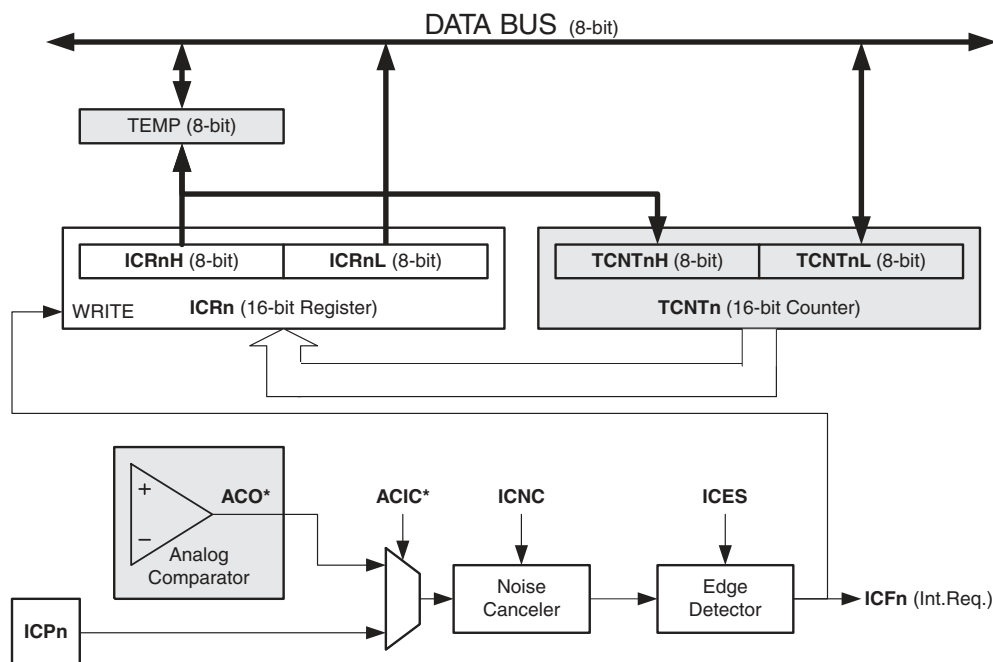 DATA BUS (8-bit)
TEMP (8-bit)
ICRnH (8-bit)
ICRnL (8-bit)
TCNTnH (8-bit)
TCNTnL (8-bit)
WRITE
ICRn (16-bit Register)
TCNTn (16-bit Counter)
+
−
ACO*
Analog
Comparator
ACIC*
ICNC
ICES
Noise
Canceler
Edge
Detector
ICFn (Int.Req.)
ICPn